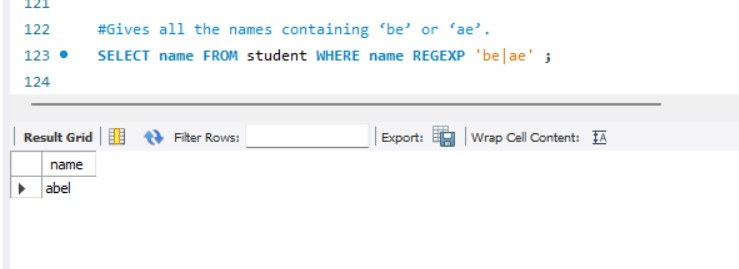 121
122 #Gives all the names containing ‘be’ or ‘ae’.
123 SELECT name FROM student WHERE name REGEXP 'be|ae' ;
124
Result Grid Filter Rows: Export: Wrap Cell Content: IA
name
abel